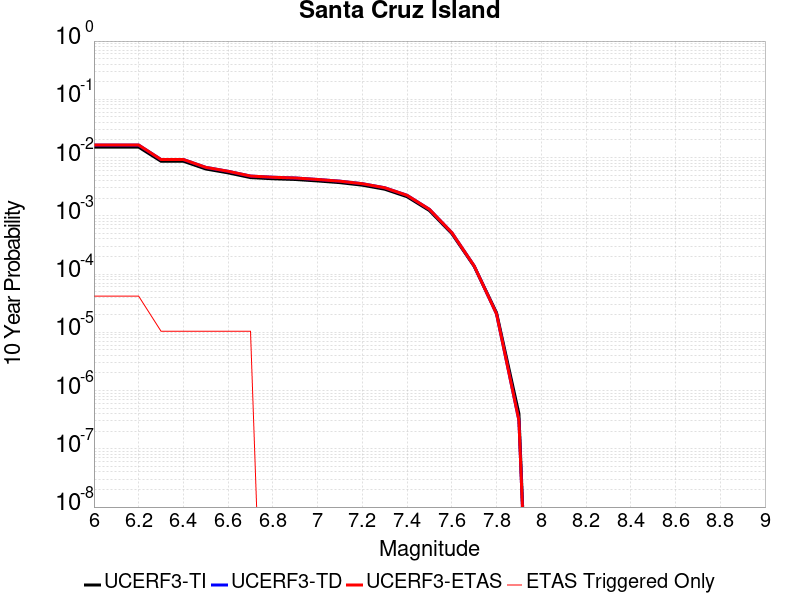 Santa Cruz Island
10^0
10^-1
10^-2
10^-3
10^-4
10^-5
10^-6
10^-7
10^-8
10 Year Probability
6 6.2 6.4 6.6 6.8 7 7.2 7.4 7.6 7.8 8 8.2 8.4 8.6 8.8 9
Magnitude
UCERF3-TI UCERF3-TD UCERF3-ETAS ETAS Triggered Only